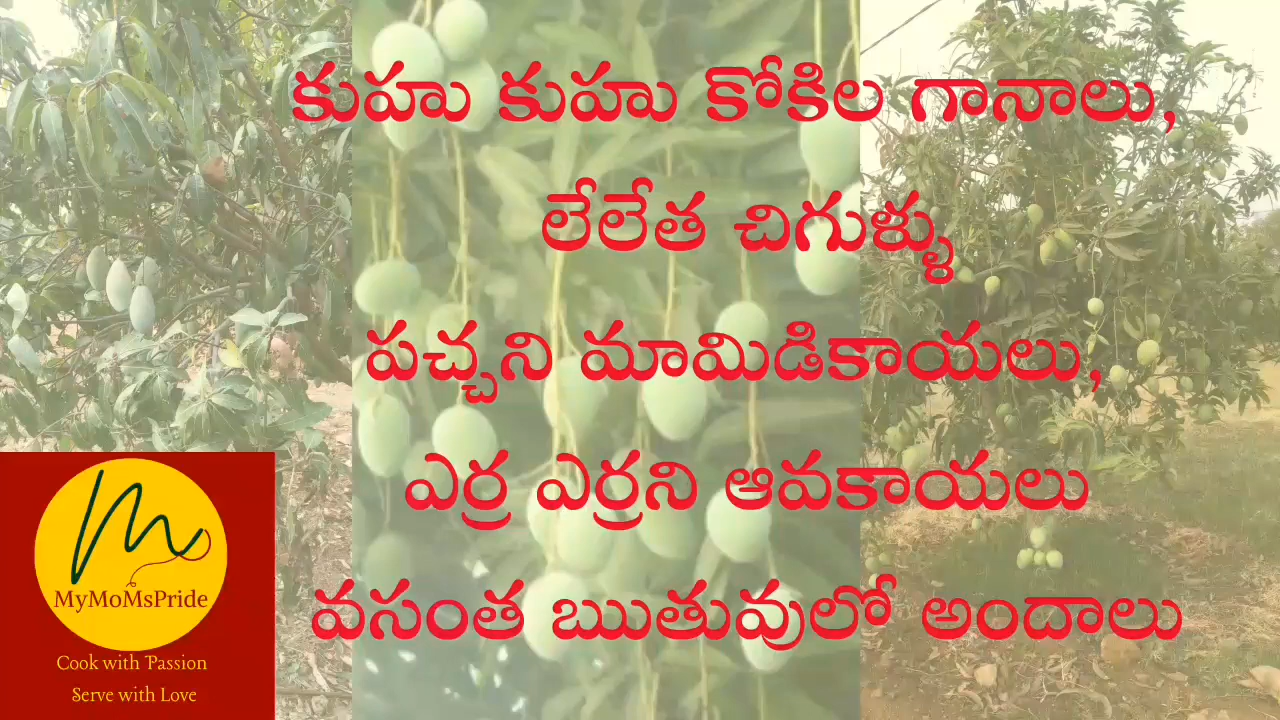 కుహు కుహు కోకిల గానాలు,
లేలేత చిగుళ్ళు
పచ్చని మామిడికాయలు,
ఎర్ర ఎర్రని ఆవకాయలు
వసంత ఋతువులో అందాలు
MyMoMsPride
Cook with Passion
Serve with Love